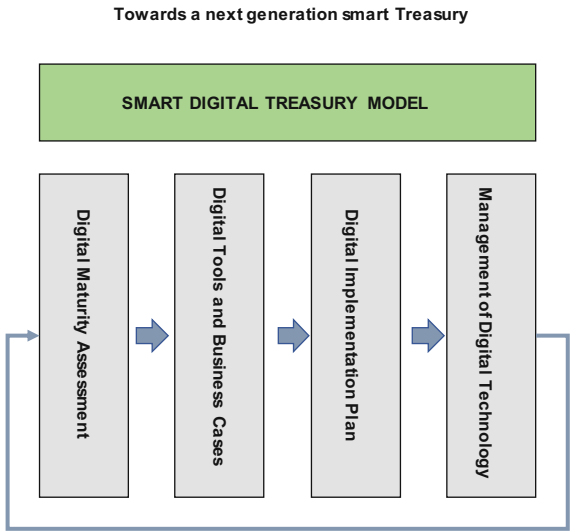 Towards a next generation smart Treasury
SMART DIGITAL TREASURY MODEL
Digital Maturity Assessment
Digital Tools and Business Cases
Digital Implementation Plan
Management of Digital Technology